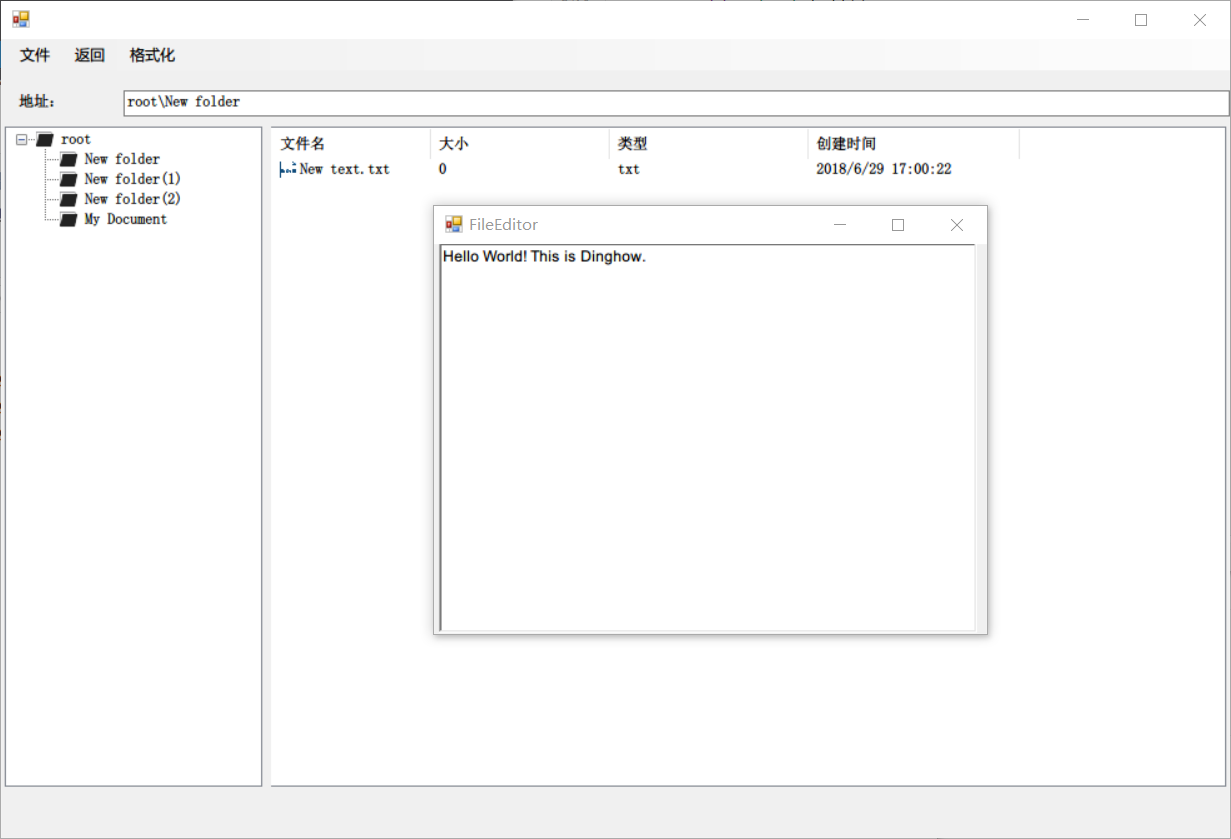 文件 返回 格式化
地址: root\New folder
root
New folder
New folder(1)
New folder(2)
My Document
文件名 大小 类型 创建时间
New text.txt 0 txt 2018/6/29 17:00:22
FileEditor
Hello World! This is Dinghow.